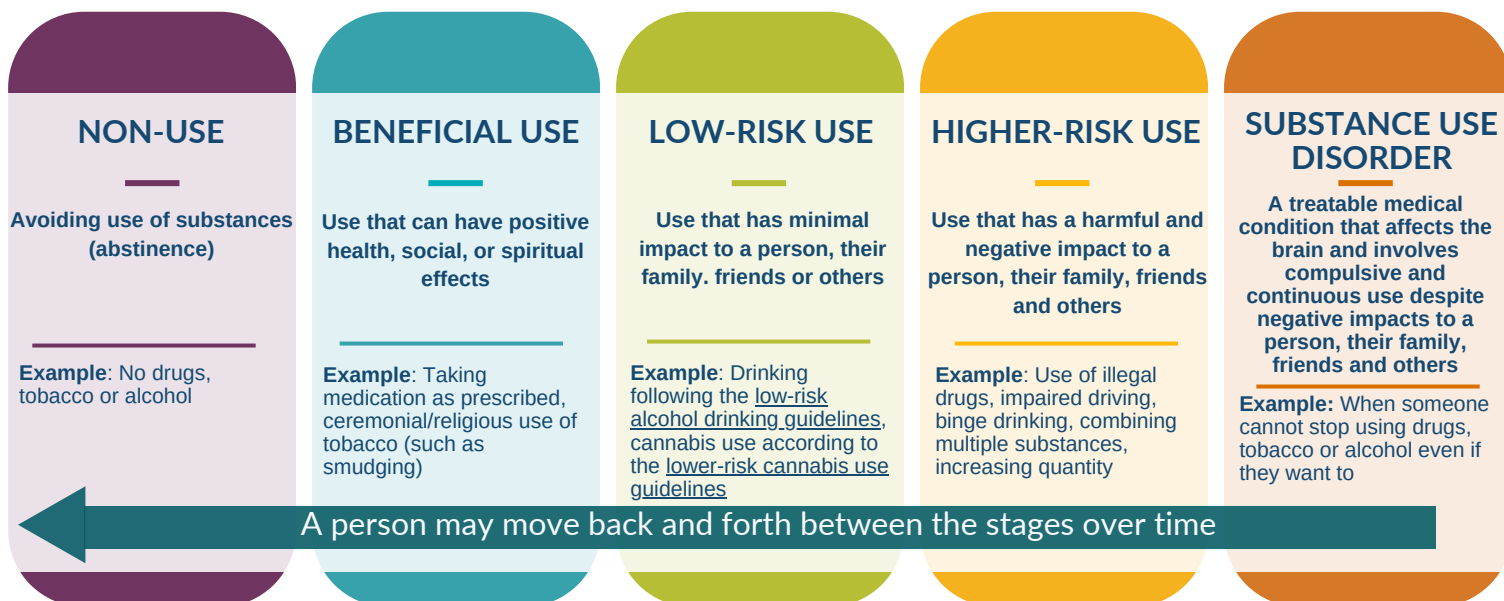 NON-USE
Avoiding use of substances
(abstinence)
Example: No drugs,
tobacco or alcohol
BENEFICIAL USE
Use that can have positive
health, social, or spiritual
effects
Example: Taking
medication as prescribed,
ceremonial/religious use of
tobacco (such as
smudging)
LOW-RISK USE
Use that has minimal
impact to a person, their
family. friends or others
Example: Drinking
following the low-risk
alcohol drinking guidelines,
cannabis use according to
the lower-risk cannabis use
guidelines
HIGHER-RISK USE
Use that has a harmful and
negative impact to a
person, their family, friends
and others
Example: Use of illegal
drugs, impaired driving,
binge drinking, combining
multiple substances,
increasing quantity
SUBSTANCE USE
DISORDER
A treatable medical
condition that affects the
brain and involves
compulsive and
continuous use despite
negative impacts to a
person, their family,
friends and others
Example: When someone
cannot stop using drugs,
tobacco or alcohol even if
they want to
A person may move back and forth between the stages over time